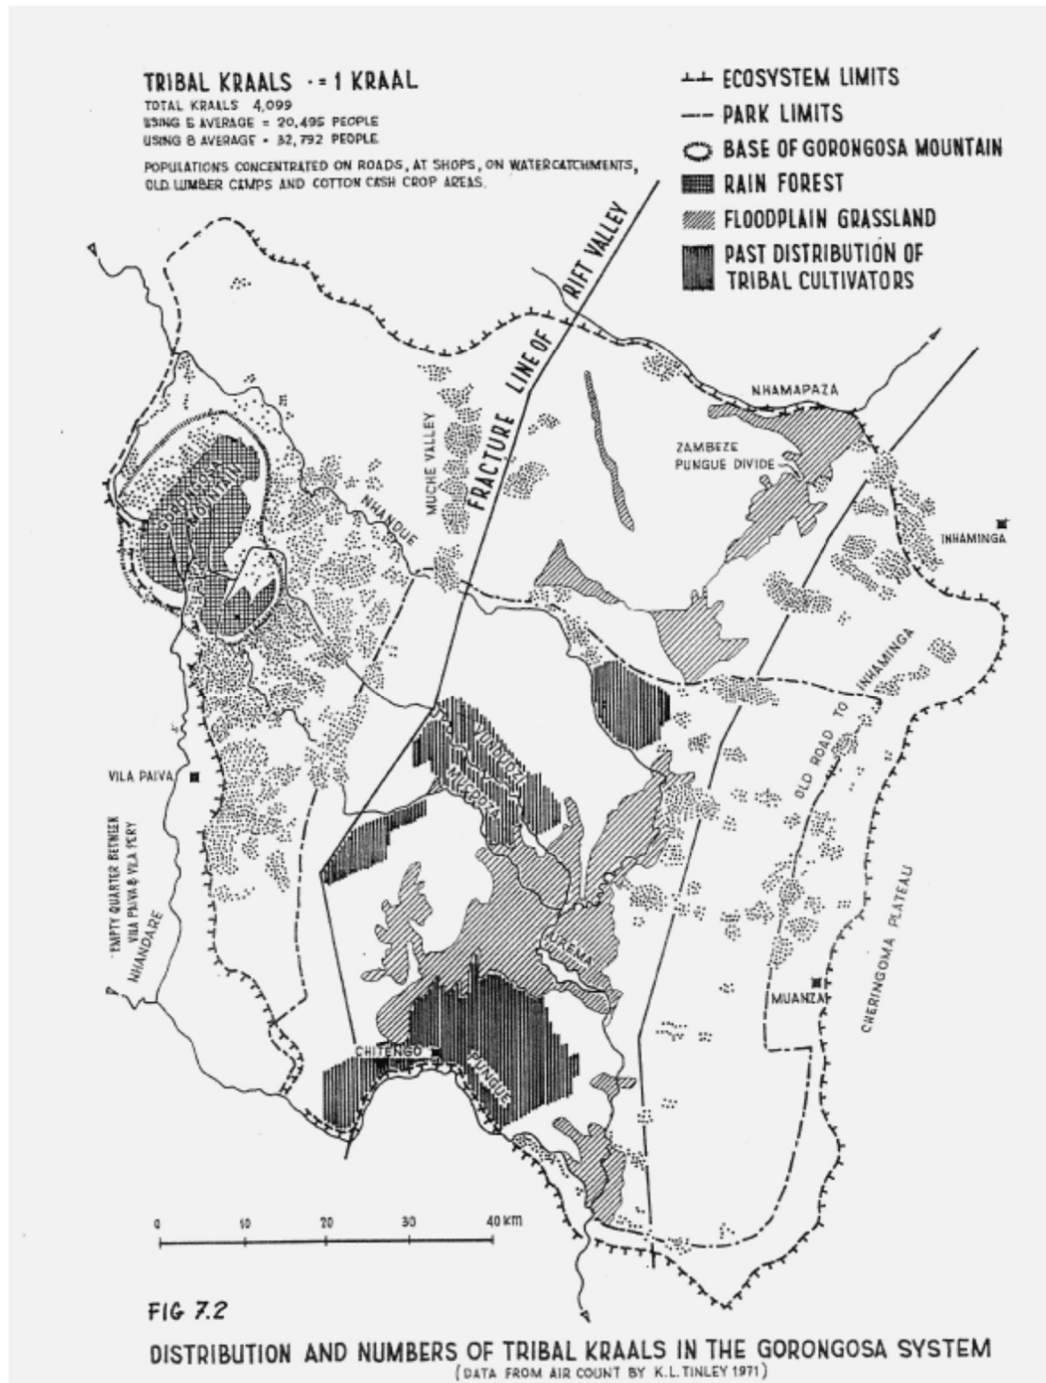 TRIBAL KRAALS · = 1 KRAAL
TOTAL KRAALS 4,099
USING 5 AVERAGE = 20,495 PEOPLE
USING 8 AVERAGE = 32,792 PEOPLE
POPULATIONS CONCENTRATED ON ROADS, AT SHOPS, ON WATERCATCHMENTS,
OLD LUMBER CAMPS AND COTTON CASH CROP AREAS.
ECOSYSTEM LIMITS
PARK LIMITS
BASE OF GORONGOSA MOUNTAIN
RAIN FOREST
FLOODPLAIN GRASSLAND
PAST DISTRIBUTION OF
TRIBAL CULTIVATORS
FRACTURE LINE OF RIFT VALLEY
NHAMAPAZA
MUCHE VALLEY
ZAMBEZE
PUNGUE DIVIDE
GORONGOSA
MOUNTAIN
NHANDUE
INHAMINGA
OLD ROAD TO INHAMINGA
VUNDUDZI
MUCODZA
VILA PAIVA
EMPTY QUARTER BETWEEN
VILA PAIVA & VILA PERY
NHANDARE
UREMA
CHERINGOMA PLATEAU
MUANZA
CHITENGO
PUNGUE
0 10 20 30 40 KM
FIG 7.2
DISTRIBUTION AND NUMBERS OF TRIBAL KRAALS IN THE GORONGOSA SYSTEM
(DATA FROM AIR COUNT BY K.L.TINLEY 1971)